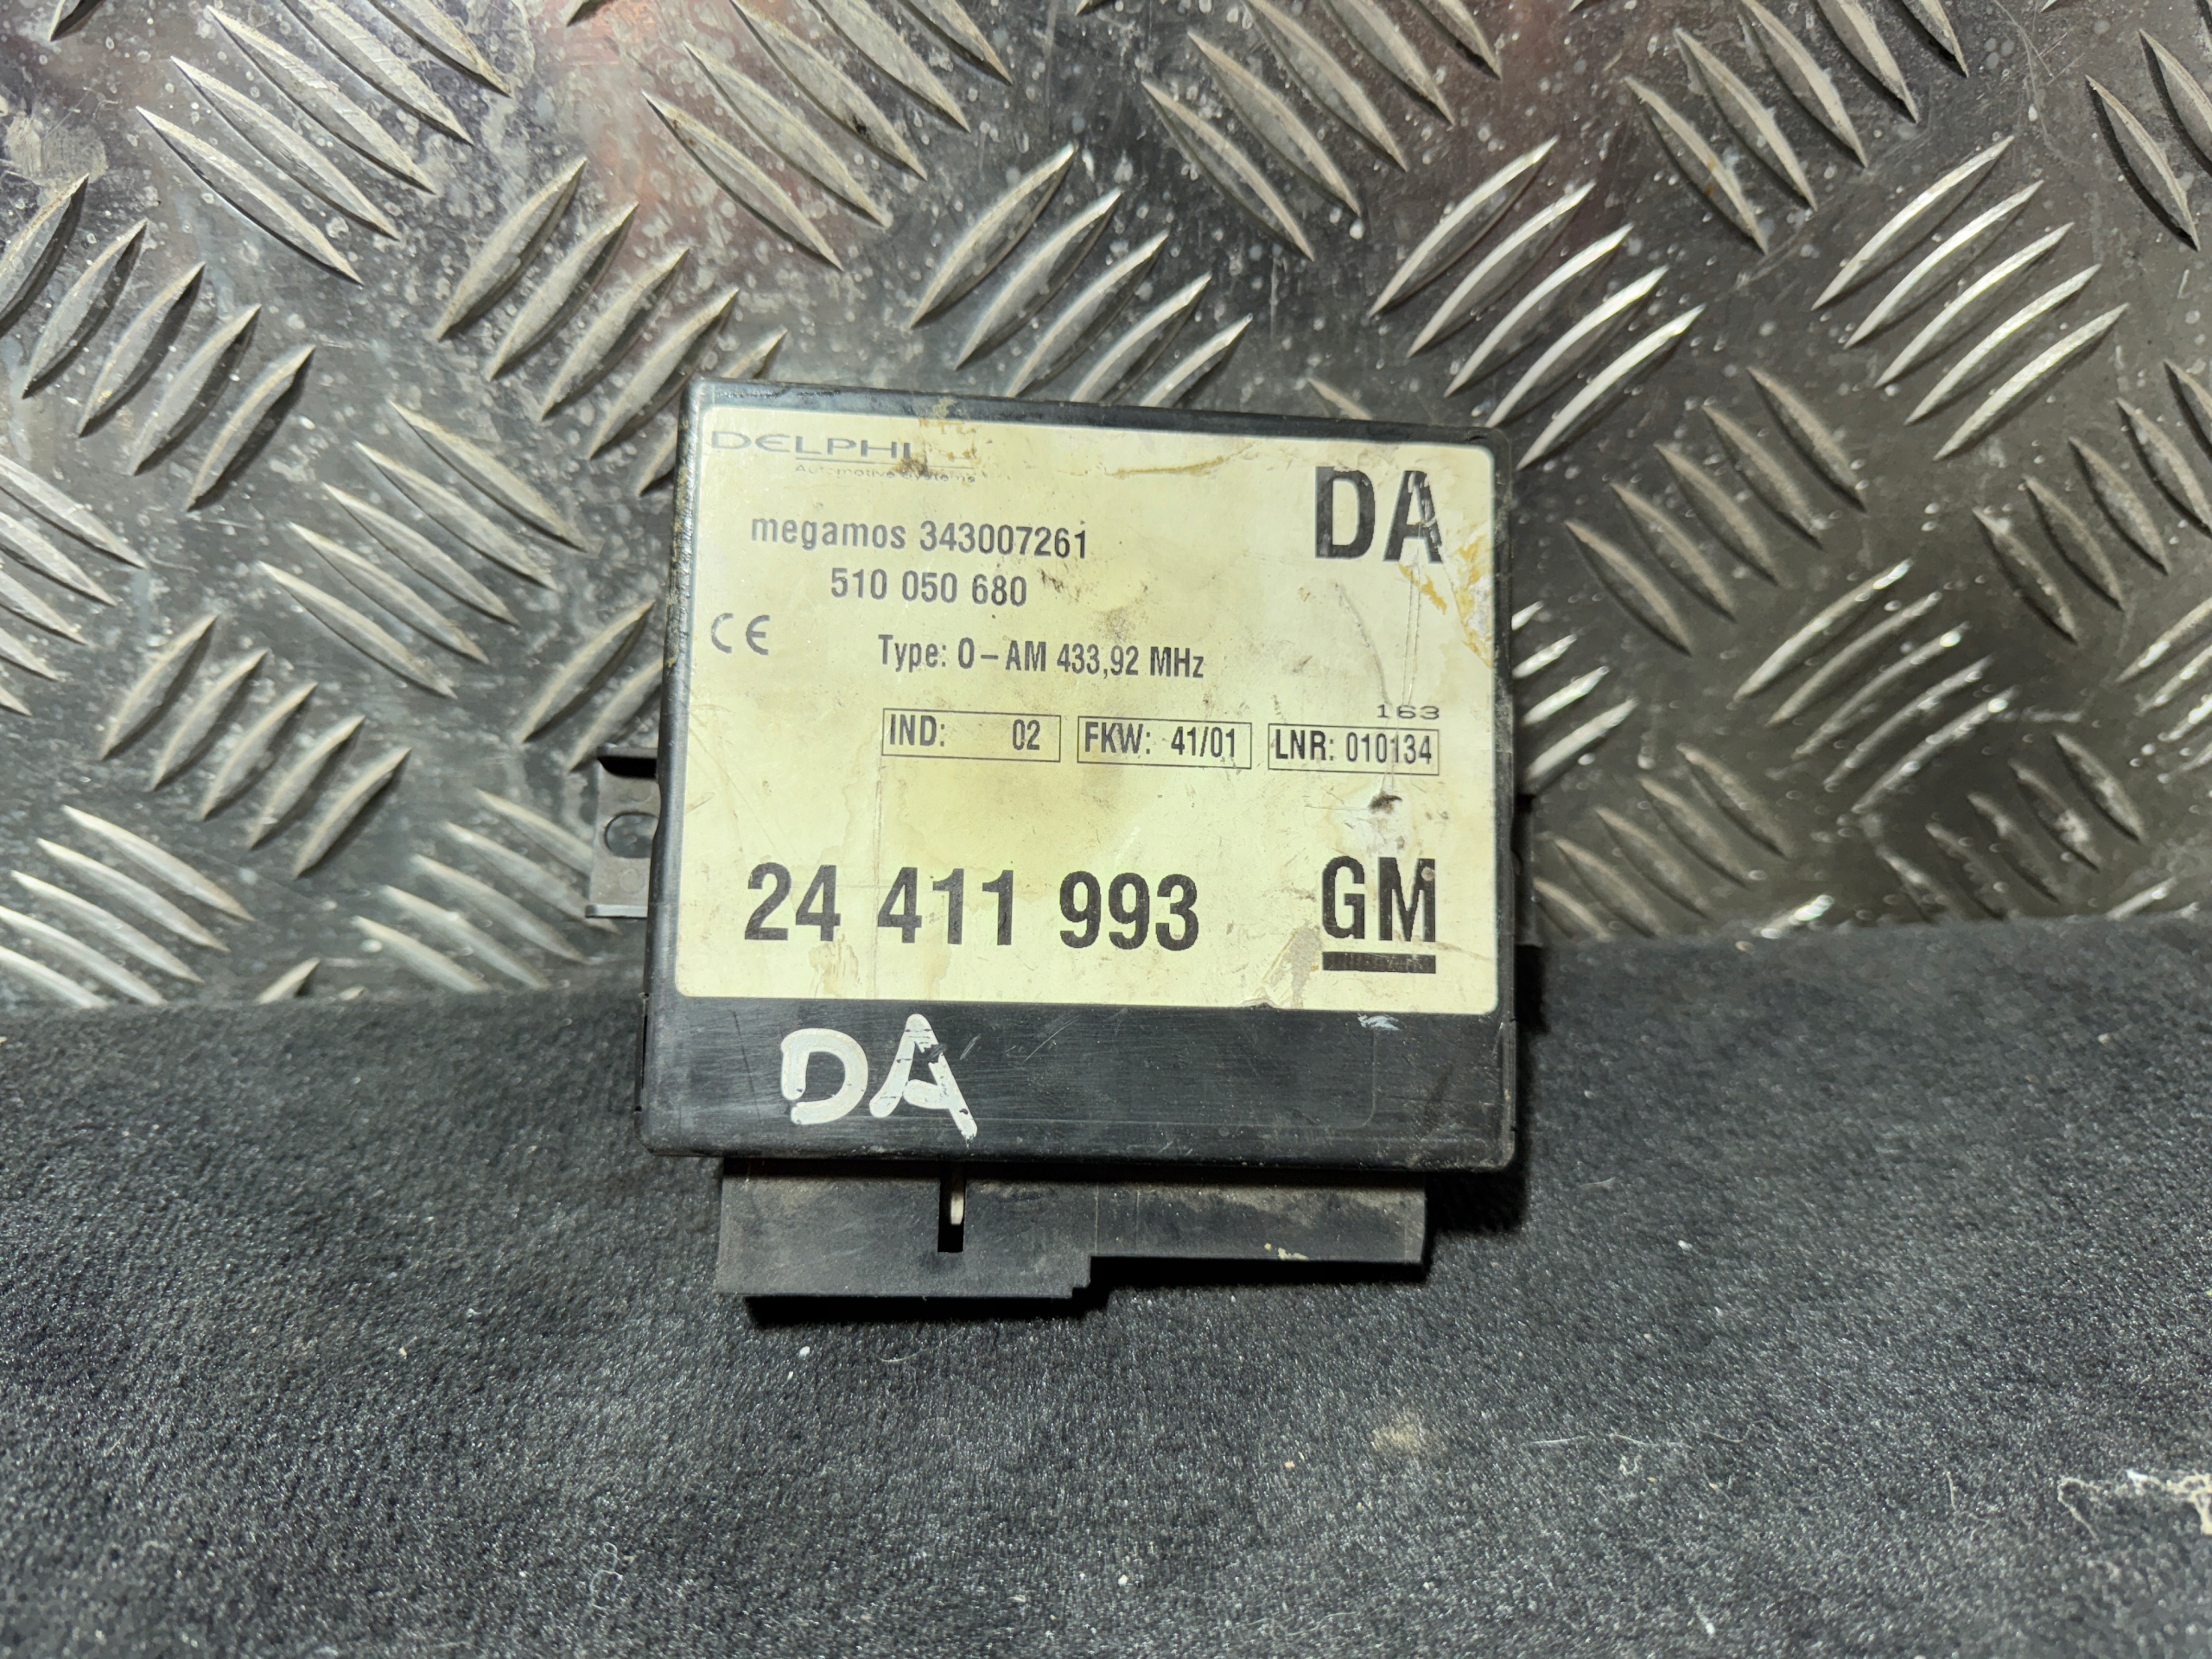 DELPHI
Automotive Systems
DA
megamos 343007261
510 050 680
CE
Type: O-AM 433,92 MHz
163
IND: 02 FKW: 41/01 LNR: 010134
24 411 993 GM
DA